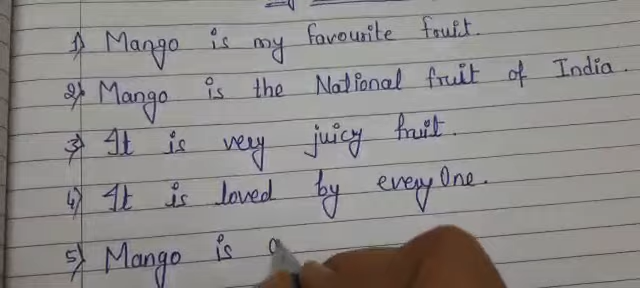 1) Mango is my favourite fruit.
2) Mango is the National fruit of India.
3) It is very juicy fruit.
4) It is loved by everyOne.
5) Mango is a